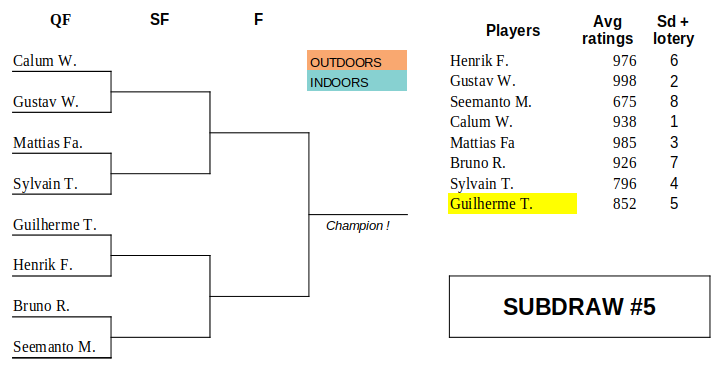 QF SF F
Calum W.
Gustav W.
Mattias Fa.
Sylvain T.
Guilherme T.
Henrik F.
Bruno R.
Seemanto M.
OUTDOORS
INDOORS
Champion !
Players Avg ratings Sd + lotery
Henrik F. 976 6
Gustav W. 998 2
Seemanto M. 675 8
Calum W. 938 1
Mattias Fa 985 3
Bruno R. 926 7
Sylvain T. 796 4
Guilherme T. 852 5
SUBDRAW #5